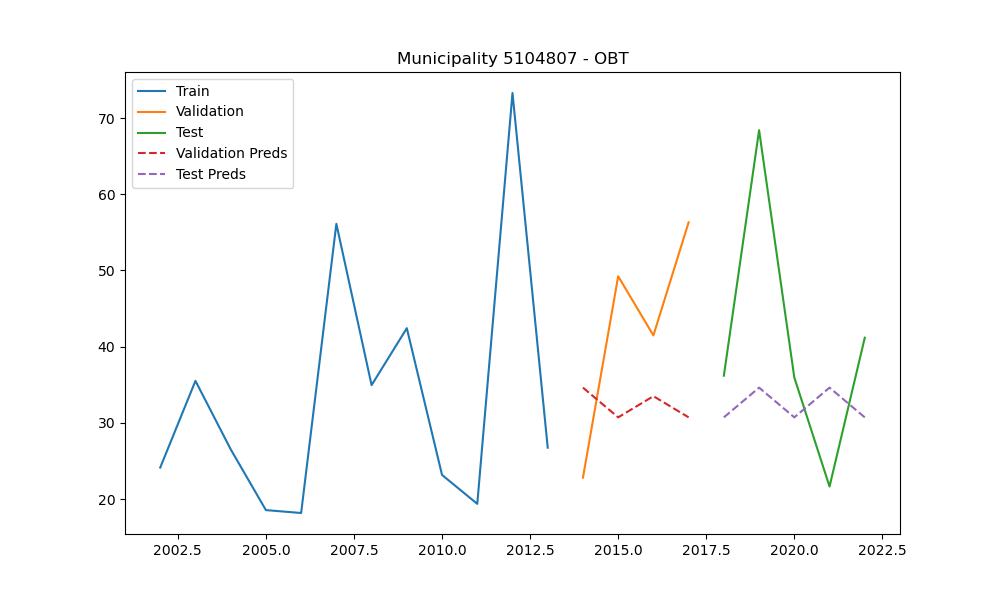 Municipality 5104807 - OBT
Train
Validation
Test
Validation Preds
Test Preds
70
60
50
40
30
20
2002.5 2005.0 2007.5 2010.0 2012.5 2015.0 2017.5 2020.0 2022.5